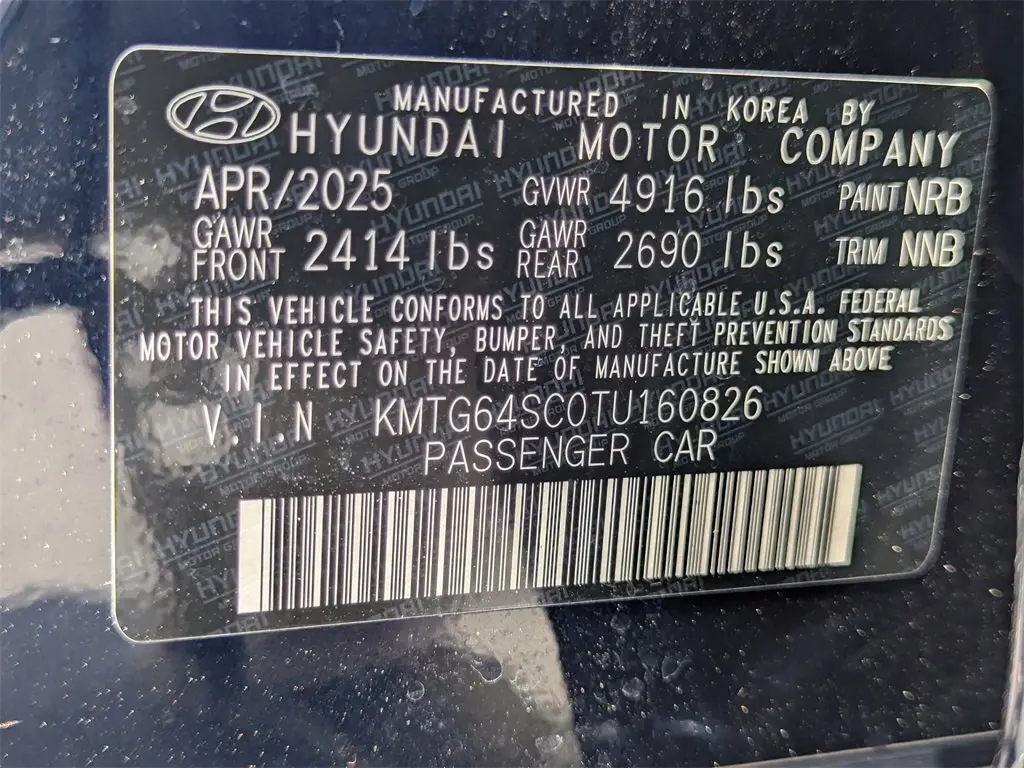 MANUFACTURED IN KOREA BY
HYUNDAI MOTOR COMPANY
APR/2025 GVWR 4916 lbs PAINT NRB
GAWR FRONT 2414 lbs GAWR REAR 2690 lbs TRIM NNB
THIS VEHICLE CONFORMS TO ALL APPLICABLE U.S.A. FEDERAL
MOTOR VEHICLE SAFETY, BUMPER, AND THEFT PREVENTION STANDARDS
IN EFFECT ON THE DATE OF MANUFACTURE SHOWN ABOVE
V.I.N KMTG64SC0TU160826
PASSENGER CAR